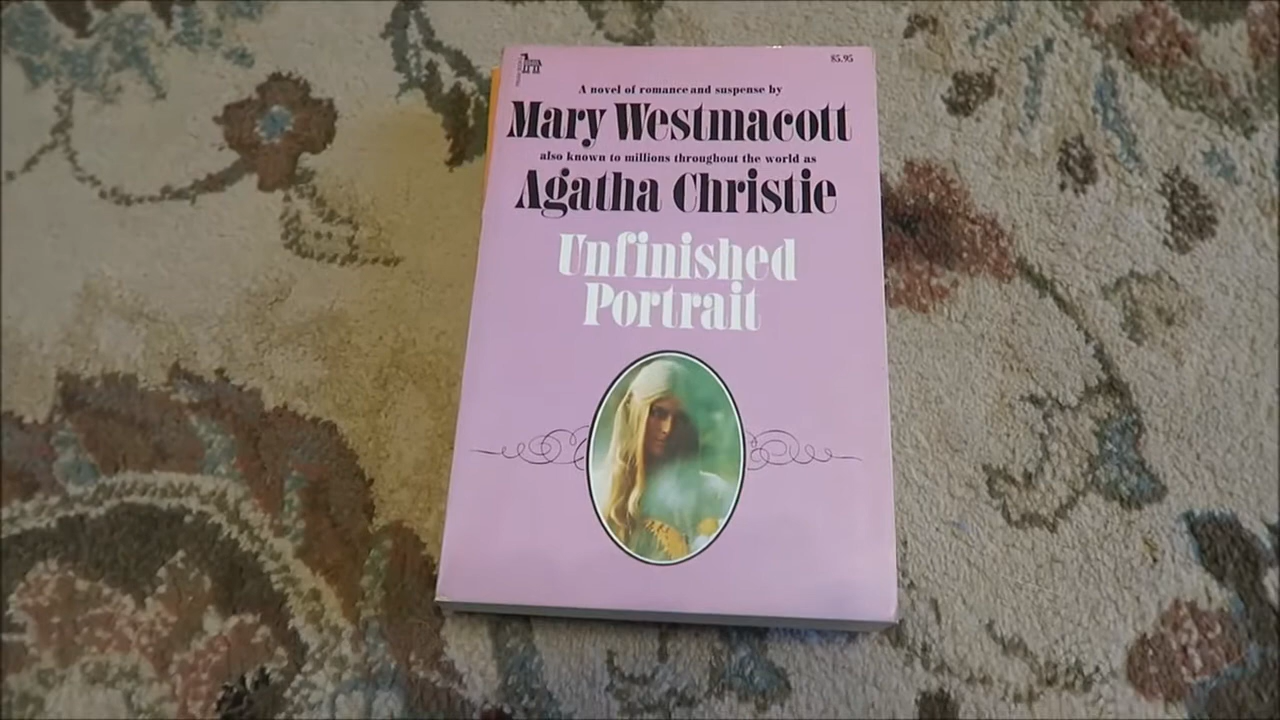 $5.95
A novel of romance and suspense by
Mary Westmacott
also known to millions throughout the world as
Agatha Christie
Unfinished
Portrait